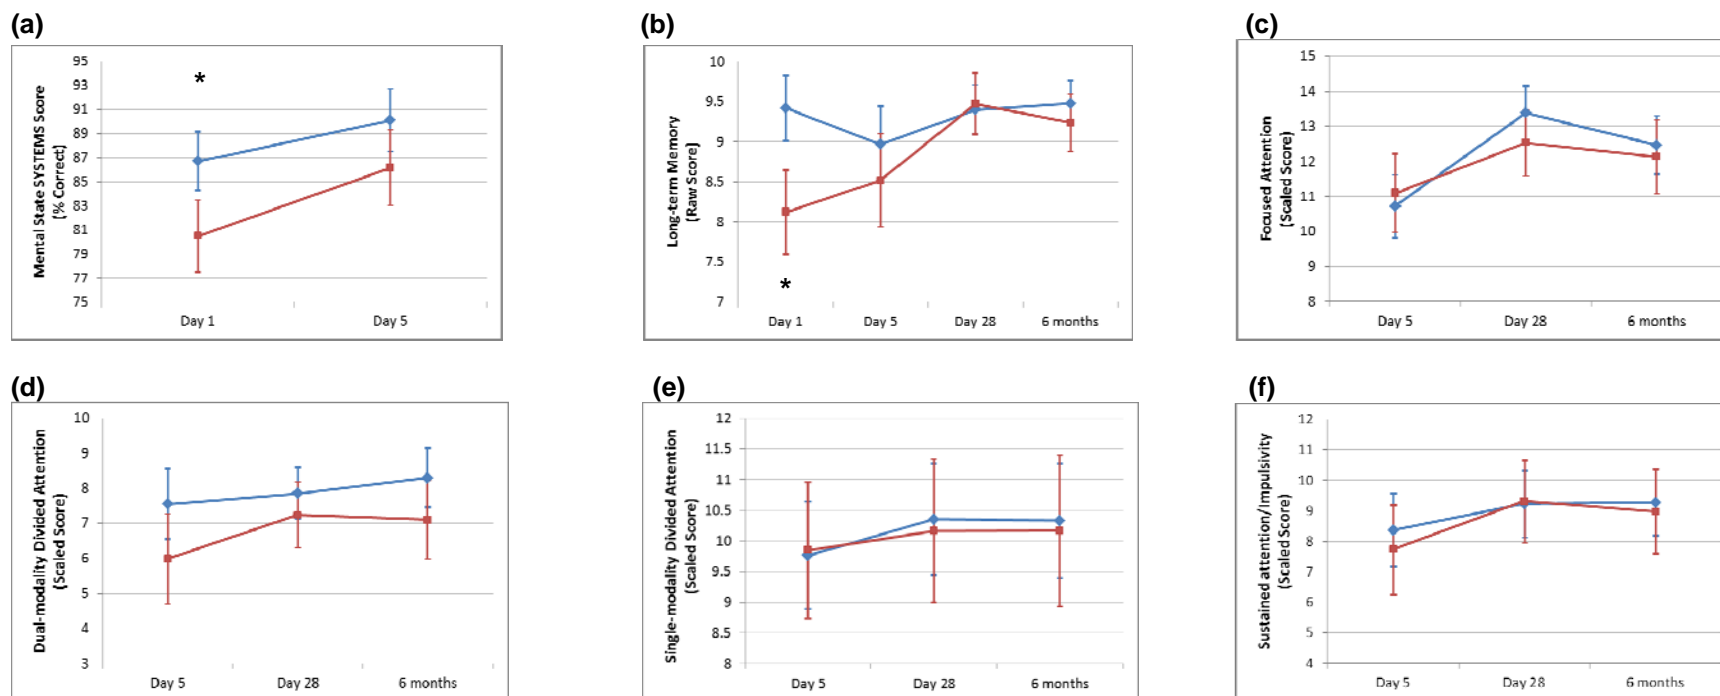 (a)
Mental State SYSTEMS Score
(% Correct)
95
93
91
89
87
85
83
81
79
77
75
*
Day 1
Day 5
(b)
Long-term Memory
(Raw Score)
10
9.5
9
8.5
8
7.5
7
*
Day 1
Day 5
Day 28
6 months
(c)
Focused Attention
(Scaled Score)
15
14
13
12
11
10
9
8
Day 5
Day 28
6 months
(d)
Dual-modality Divided Attention
(Scaled Score)
10
9
8
7
6
5
4
3
Day 5
Day 28
6 months
(e)
Single-modality Divided Attention
(Scaled Score)
12
11.5
11
10.5
10
9.5
9
8.5
8
Day 5
Day 28
6 months
(f)
Sustained attention/Impulsivity
(Scaled Score)
12
11
10
9
8
7
6
5
4
Day 5
Day 28
6 months